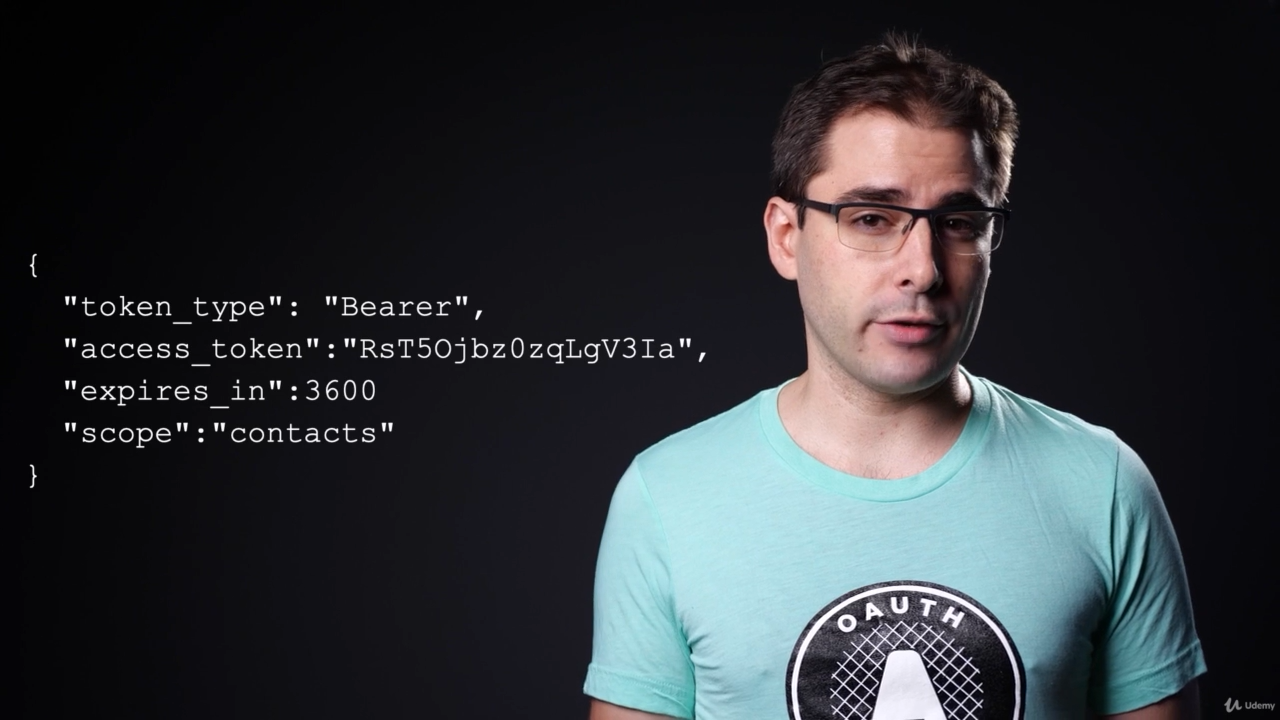 {
"token_type": "Bearer",
"access_token":"RsT5Ojbz0zqLgV3Ia",
"expires_in":3600
"scope":"contacts"
}
OAUTH
Udemy